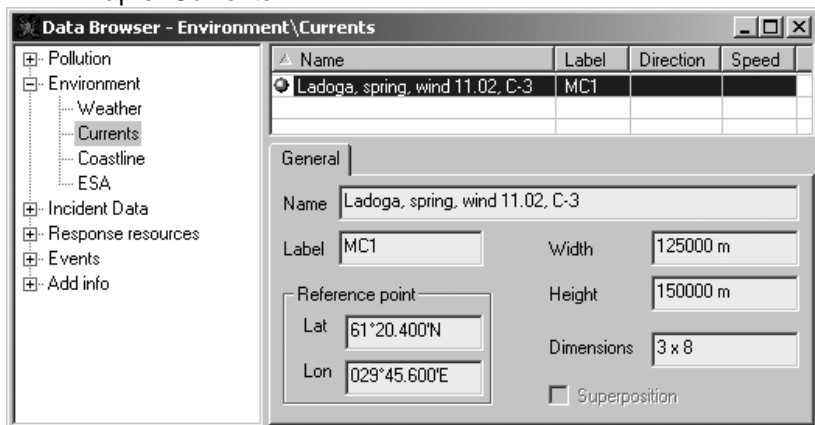 Data Browser - Environment\Currents
Pollution
Environment
Weather
Currents
Coastline
ESA
Incident Data
Response resources
Events
Add info
Name Label Direction Speed
Ladoga, spring, wind 11.02, C-3 MC1
General
Name Ladoga, spring, wind 11.02, C-3
Label MC1 Width 125000 m
Reference point Height 150000 m
Lat 61°20.400'N
Dimensions 3 x 8
Lon 029°45.600'E
Superposition